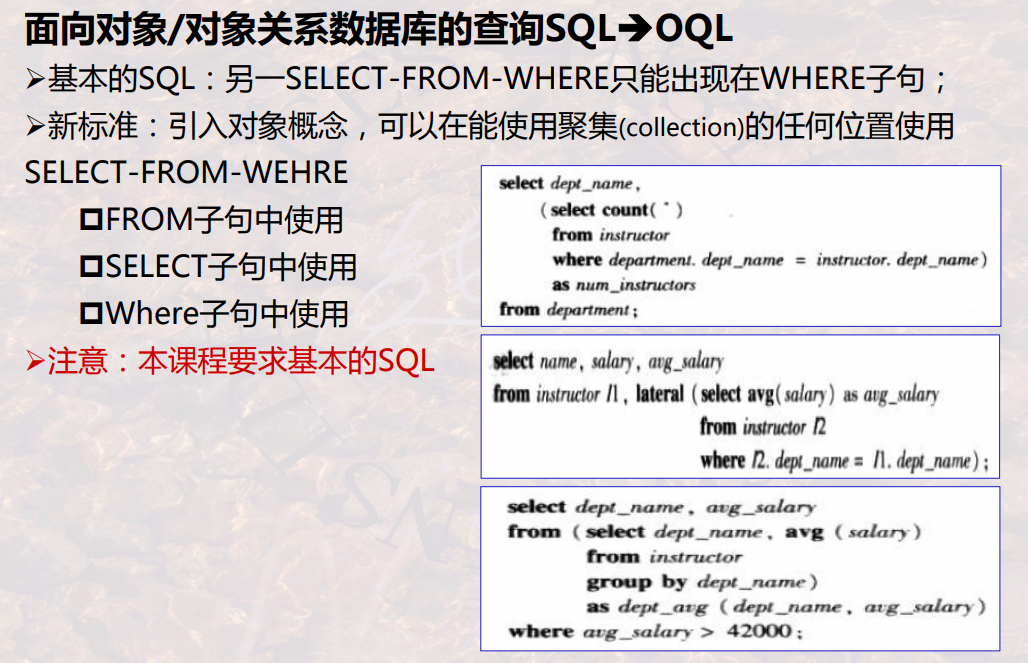 面向对象/对象关系数据库的查询SQL➔OQL
➢基本的SQL：另一SELECT-FROM-WHERE只能出现在WHERE子句；
➢新标准：引入对象概念，可以在能使用聚集(collection)的任何位置使用
SELECT-FROM-WEHRE
❑FROM子句中使用
❑SELECT子句中使用
❑Where子句中使用
➢注意：本课程要求基本的SQL
select dept_name,
(select count(*)
from instructor
where department. dept_name = instructor. dept_name)
as num_instructors
from department;
select name, salary, avg_salary
from instructor I1, lateral (select avg(salary) as avg_salary
from instructor I2
where I2. dept_name = I1. dept_name);
select dept_name, avg_salary
from (select dept_name, avg (salary)
from instructor
group by dept_name)
as dept_avg (dept_name, avg_salary)
where avg_salary > 42000;